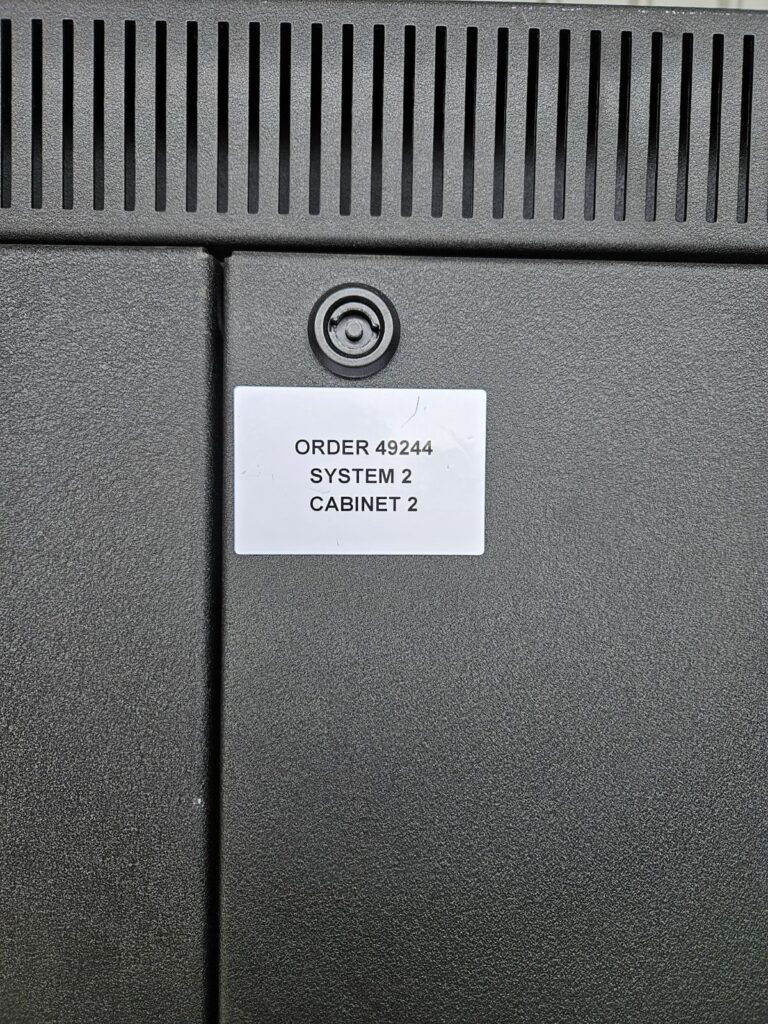 ORDER 49244
SYSTEM 2
CABINET 2